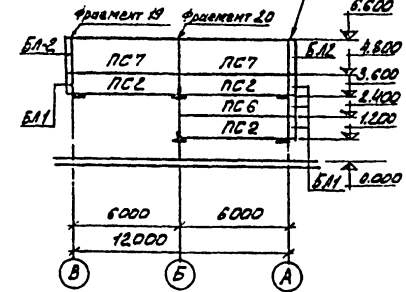 Фрагмент 19 Фрагмент 20
6.600
БЛ-2 ПС7 ПС7 БЛ2 4.800
3.600
ПС2 ПС2 2.400
БЛ1 ПС6 1.200
ПС2
БЛ1 0.000
6000 6000
12000
В Б А